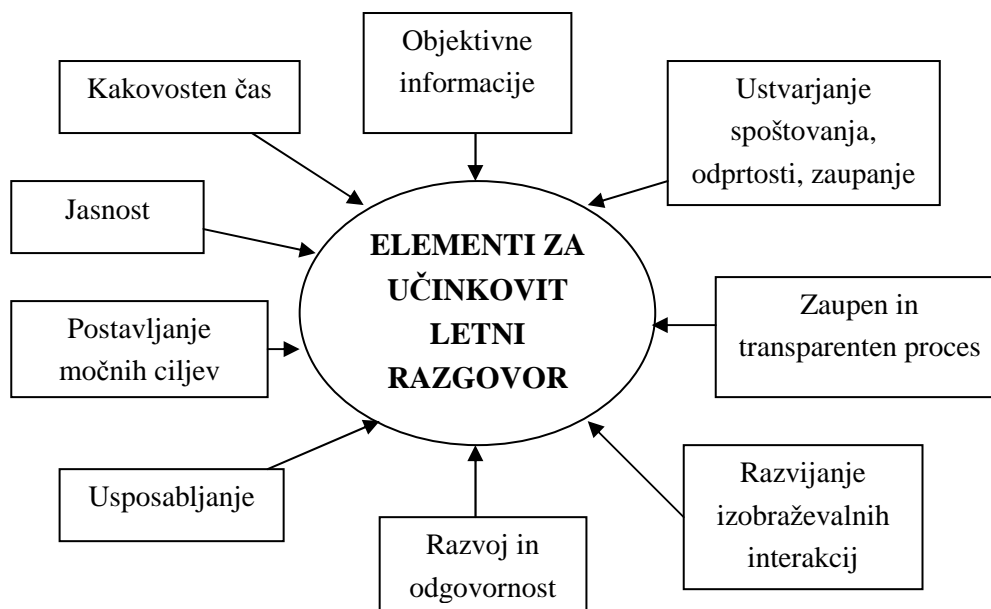 Objektivne
informacije
Kakovosten čas
Ustvarjanje
spoštovanja,
odprtosti, zaupanje
Jasnost
ELEMENTI ZA
UČINKOVIT
LETNI
RAZGOVOR
Postavljanje
močnih ciljev
Zaupen in
transparenten proces
Usposabljanje
Razvoj in
odgovornost
Razvijanje
izobraževalnih
interakcij